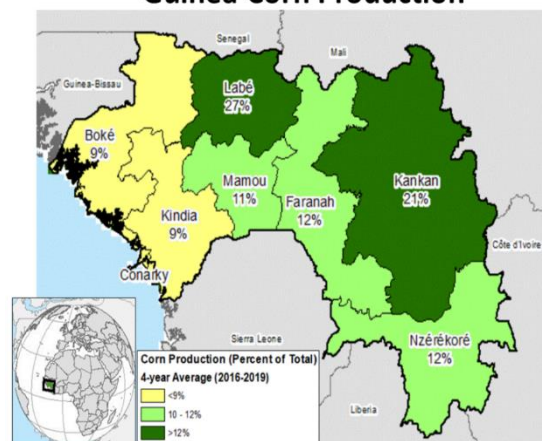 Guinea Corn Production
Senegal
Mali
Guinea-Bissau
Labé
27%
Boké
9%
Mamou
11%
Kankan
21%
Faranah
12%
Kindia
9%
Côte d'Ivoire
Conarky
Nzérékoré
12%
Sierra Leone
Liberia
Corn Production (Percent of Total)
4-year Average (2016-2019)
<9%
10 - 12%
>12%